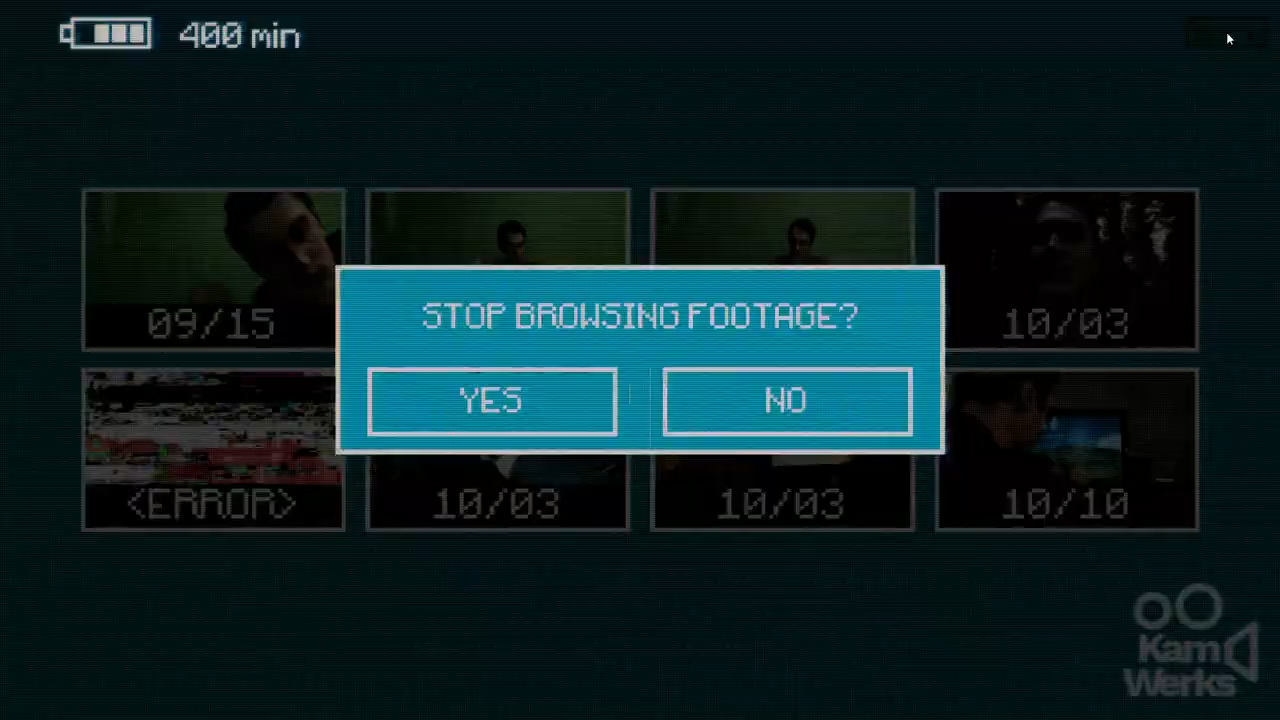 400 min
STOP BROWSING FOOTAGE?
YES NO
09/15
10/03
<ERROR>
10/03
10/03
10/10
Kam
Werks